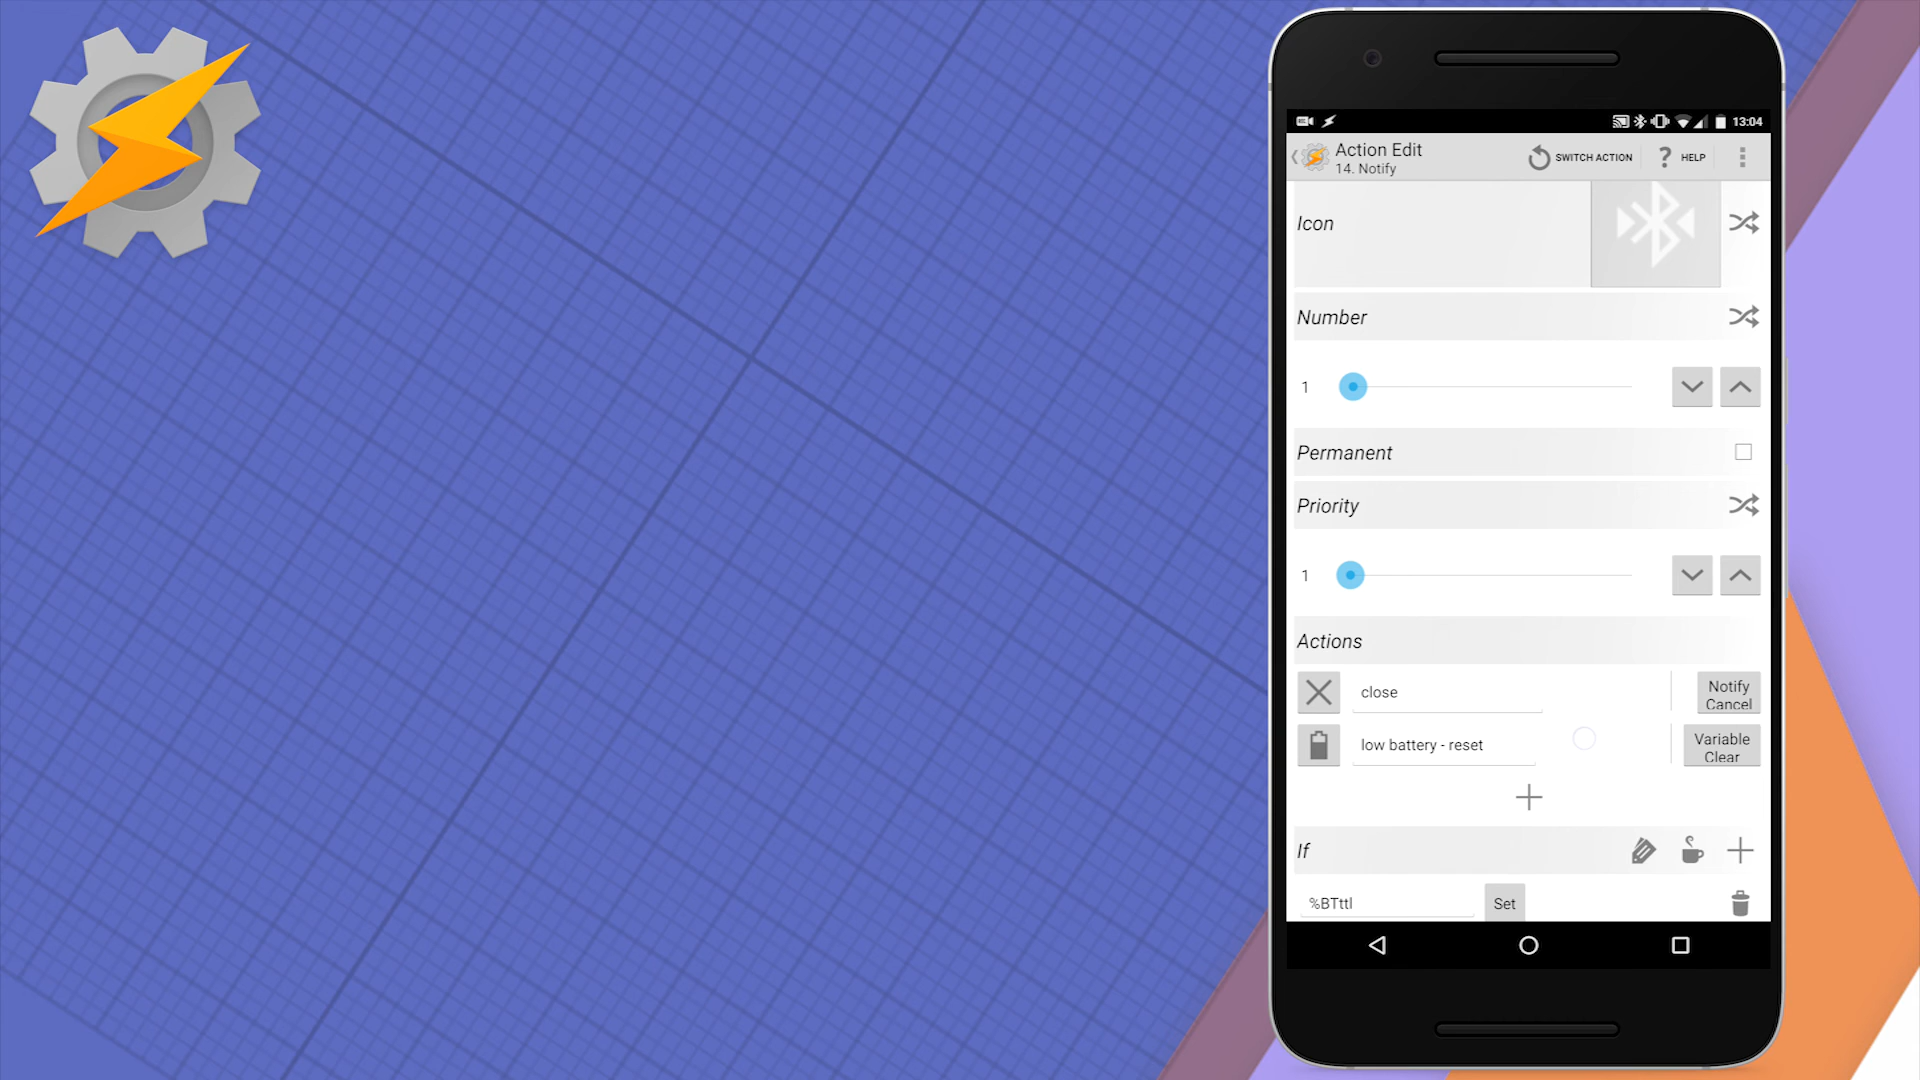 13:04
Action Edit
14. Notify
SWITCH ACTION
? HELP
Icon
Number
1
Permanent
Priority
1
Actions
close
Notify
Cancel
low battery - reset
Variable
Clear
If
%BTttl
Set